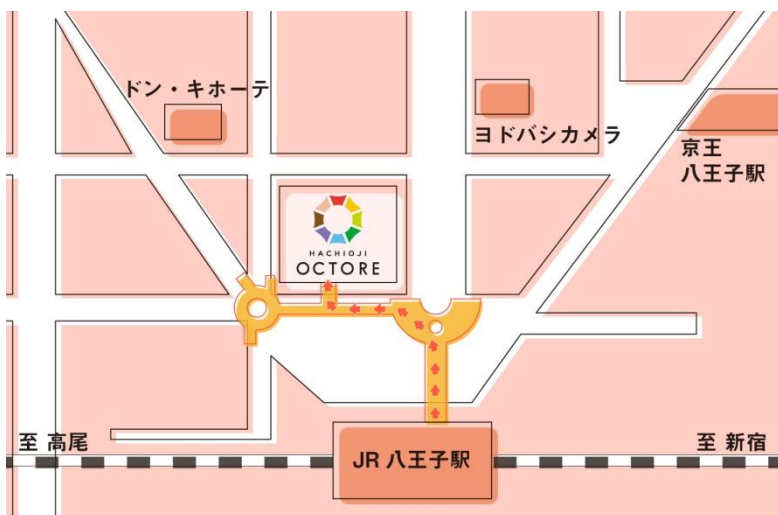 ドン・キホーテ
ヨドバシカメラ
京王
八王子駅
HACHIOJI
OCTORE
至 高尾
JR 八王子駅
至 新宿